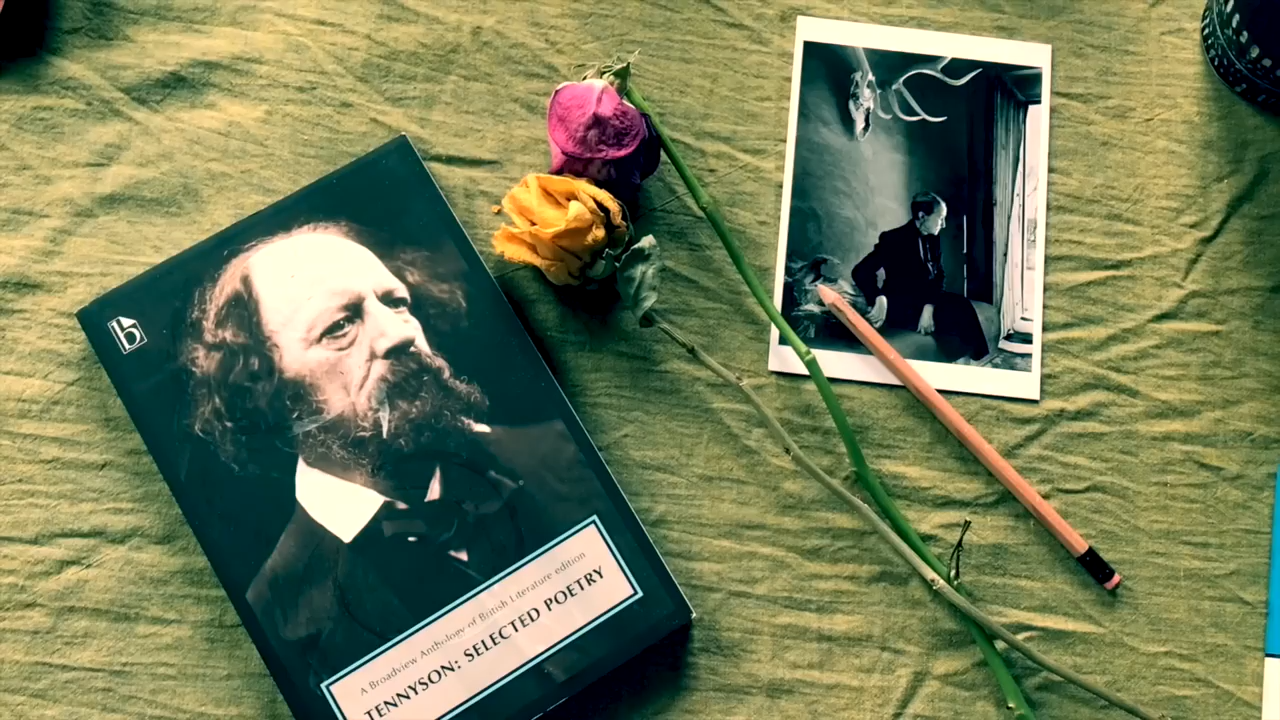 b
A Broadview Anthology of British Literature edition
TENNYSON: SELECTED POETRY